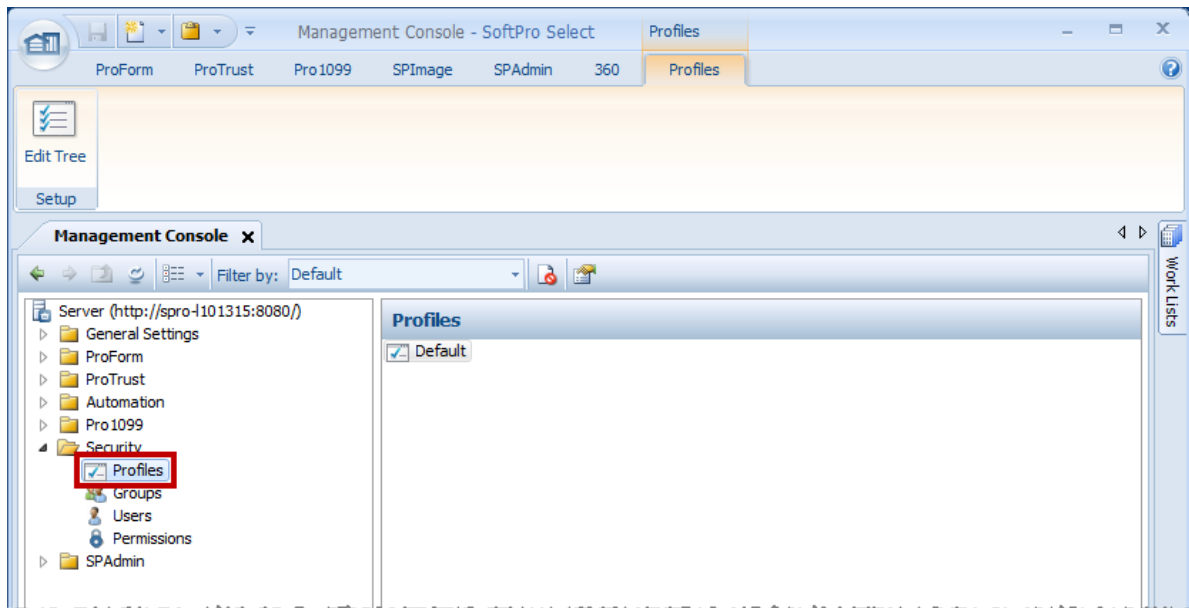 Management Console - SoftPro Select
Profiles
ProForm
ProTrust
Pro1099
SPImage
SPAdmin
360
Profiles
Edit Tree
Setup
Management Console
Filter by: Default
Work Lists
Server (http://spro-l101315:8080/)
General Settings
ProForm
ProTrust
Automation
Pro1099
Security
Profiles
Groups
Users
Permissions
SPAdmin
Profiles
Default